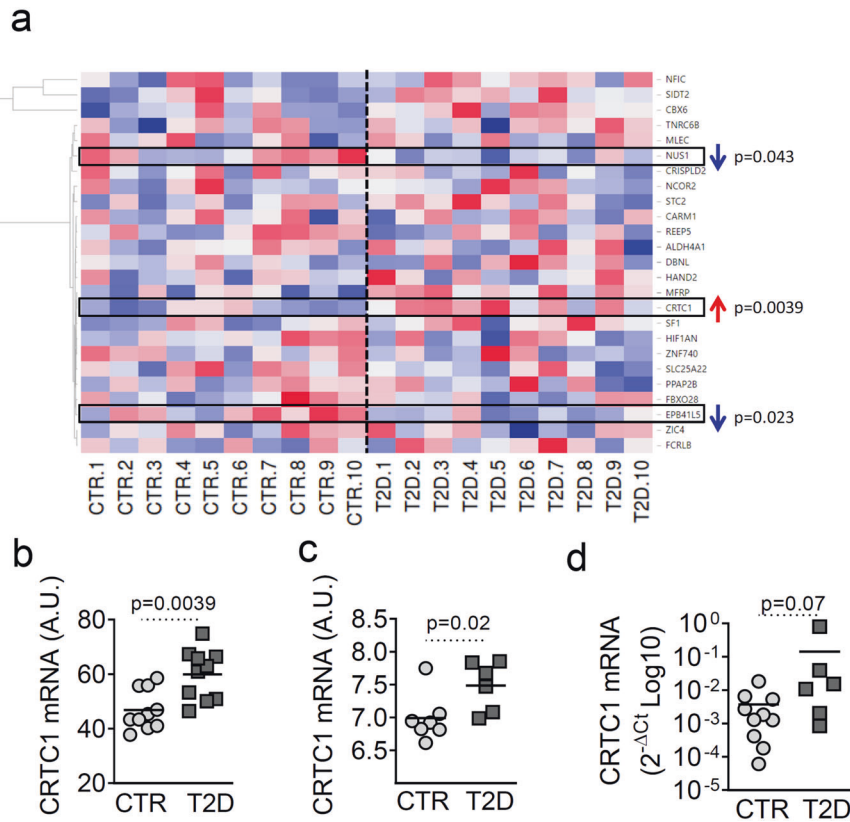 a
NFIC
SIDT2
CBX6
TNRC6B
MLEC
NUS1
p=0.043
CRISPLD2
NCOR2
STC2
CARM1
REEP5
ALDH4A1
DBNL
HAND2
MFRP
CRTC1
p=0.0039
SF1
HIF1AN
ZNF740
SLC25A22
PPAP2B
FBXO28
EPB41L5
p=0.023
ZIC4
FCRLB
CTR.1 CTR.2 CTR.3 CTR.4 CTR.5 CTR.6 CTR.7 CTR.8 CTR.9 CTR.10 T2D.1 T2D.2 T2D.3 T2D.4 T2D.5 T2D.6 T2D.7 T2D.8 T2D.9 T2D.10
b
CRTC1 mRNA (A.U.)
p=0.0039
80
60
40
20
CTR T2D
c
CRTC1 mRNA (A.U.)
p=0.02
8.5
8.0
7.5
7.0
6.5
CTR T2D
d
CRTC1 mRNA
(2^-ΔCt Log10)
p=0.07
10^0
10^-1
10^-2
10^-3
10^-4
10^-5
CTR T2D